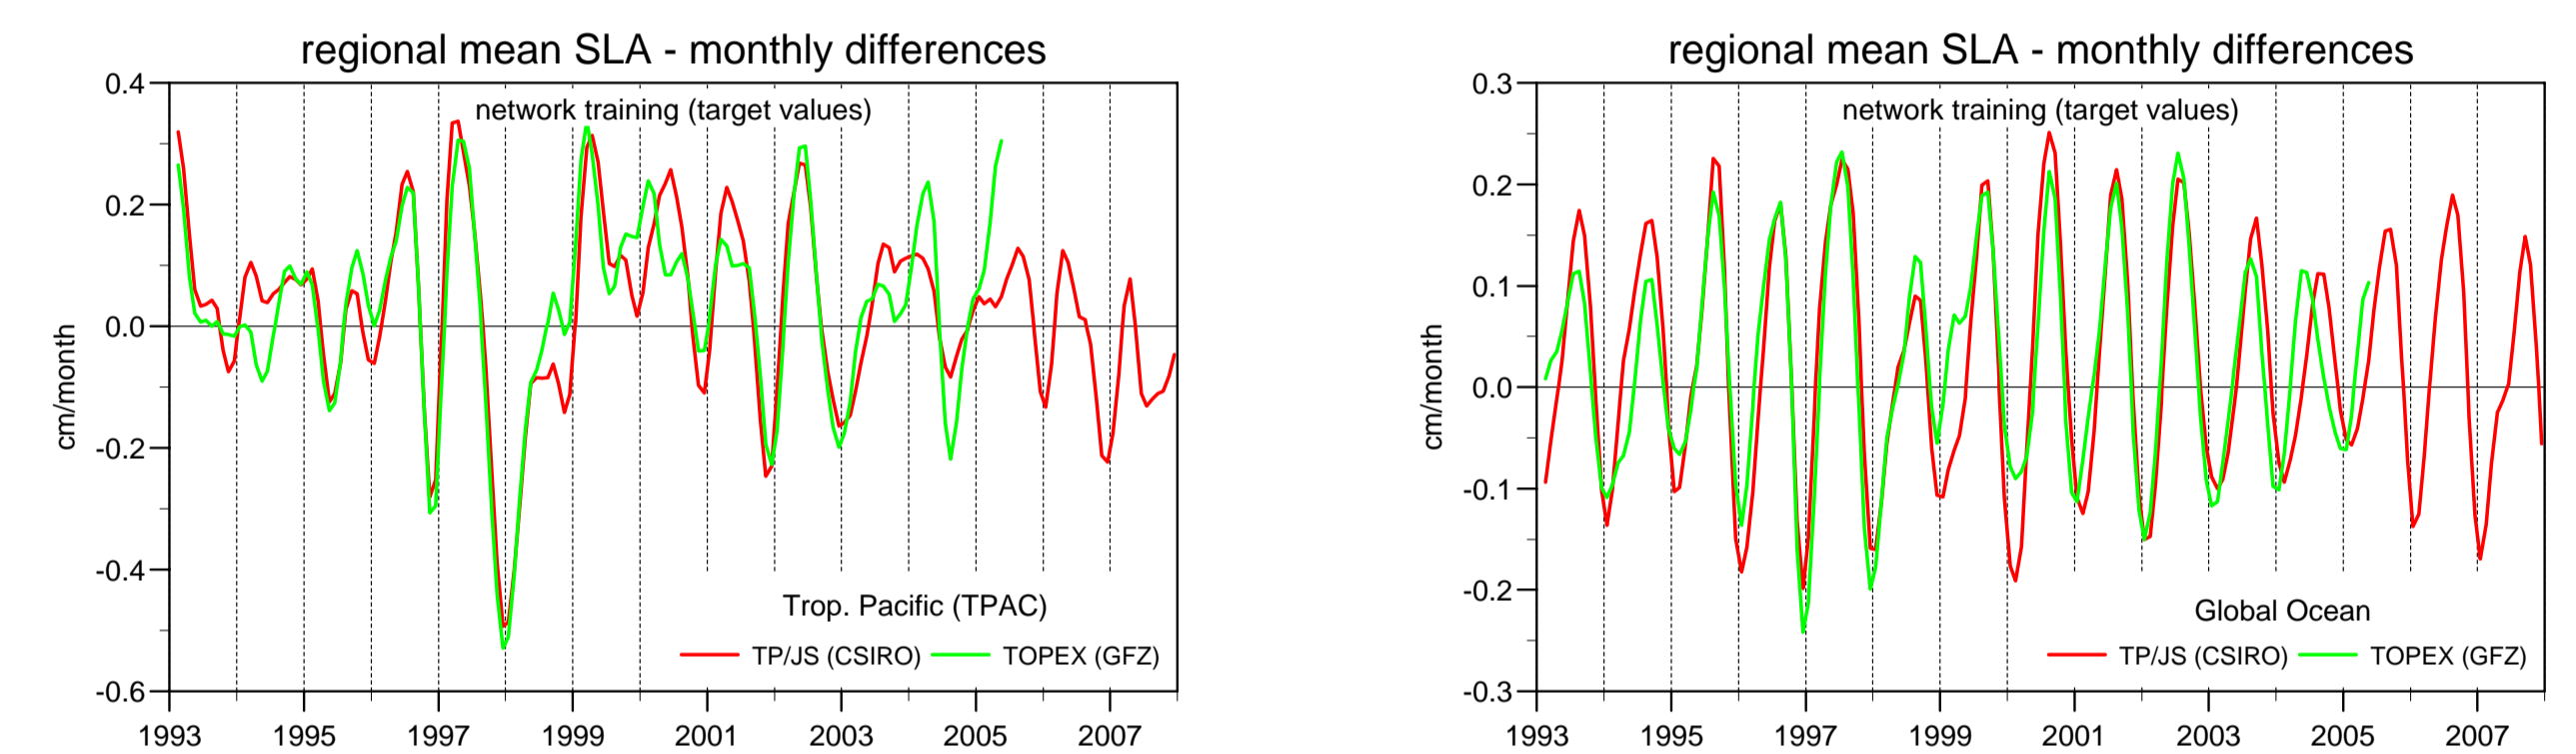 regional mean SLA - monthly differences
network training (target values)
cm/month
0.4
0.2
0.0
-0.2
-0.4
-0.6
Trop. Pacific (TPAC)
TP/JS (CSIRO) TOPEX (GFZ)
1993 1995 1997 1999 2001 2003 2005 2007
regional mean SLA - monthly differences
network training (target values)
cm/month
0.3
0.2
0.1
0.0
-0.1
-0.2
-0.3
Global Ocean
TP/JS (CSIRO) TOPEX (GFZ)
1993 1995 1997 1999 2001 2003 2005 2007